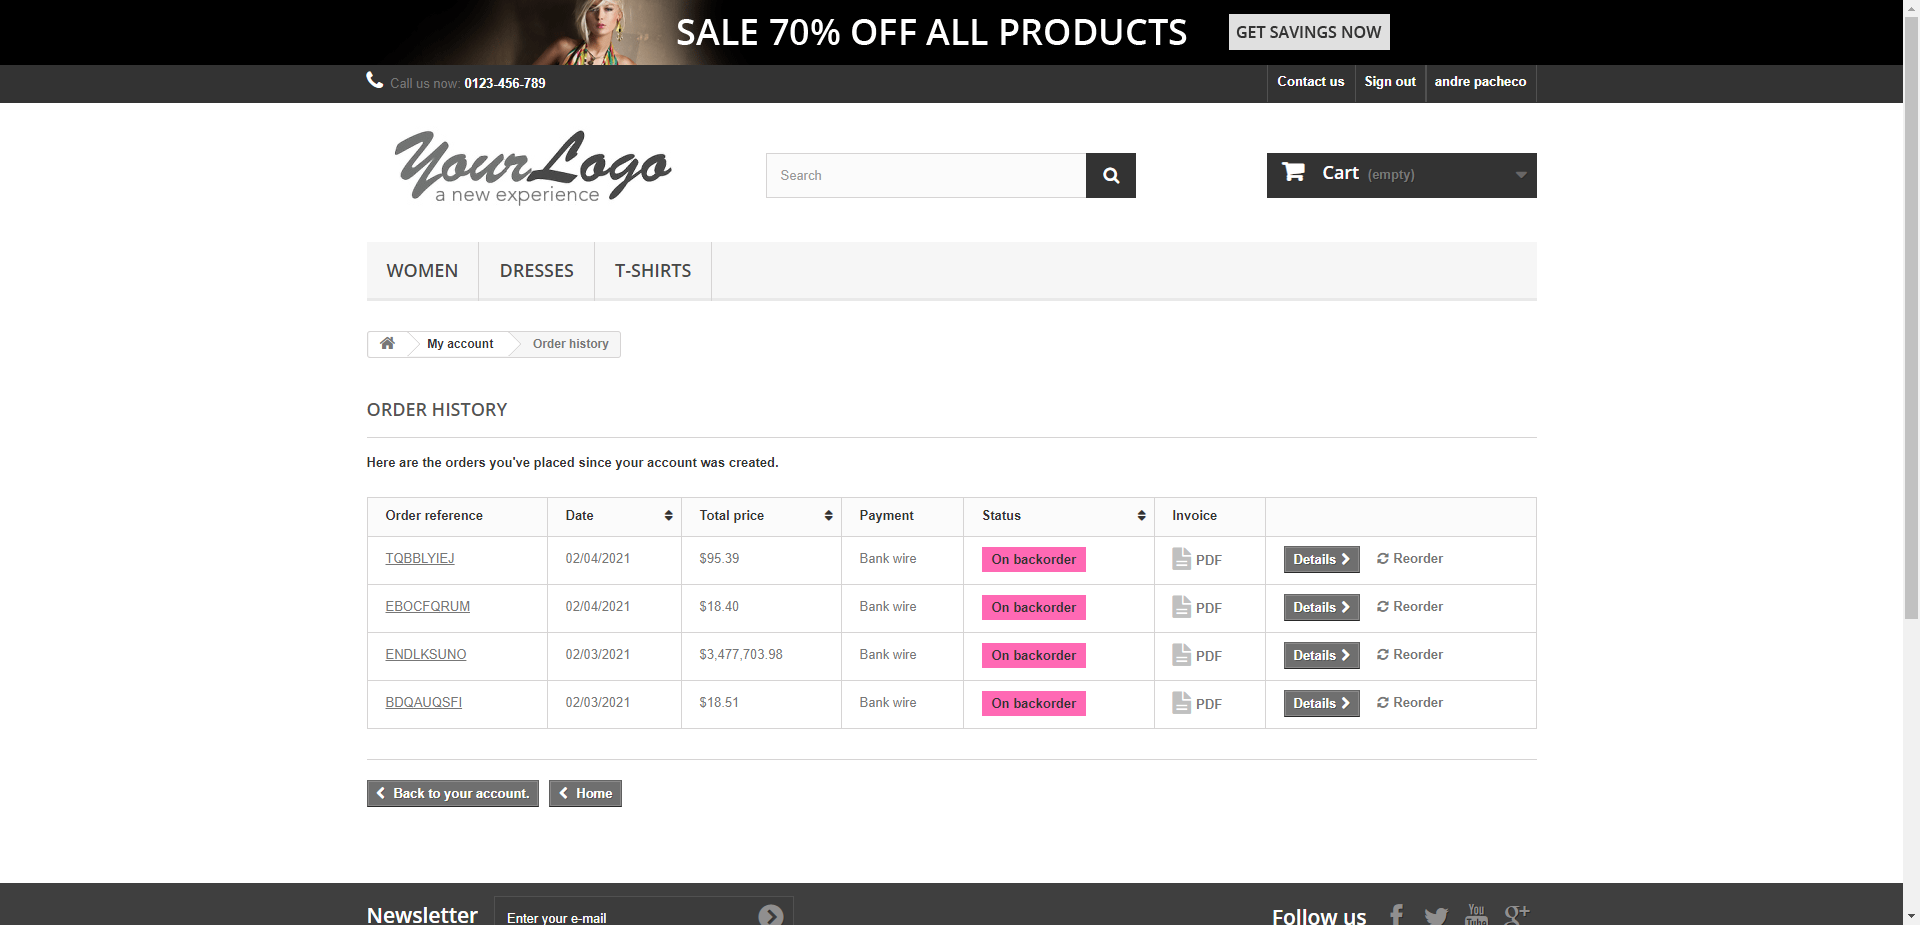 SALE 70% OFF ALL PRODUCTS GET SAVINGS NOW
Call us now: 0123-456-789 Contact us Sign out andre pacheco
Your Logo
a new experience
Search
Cart (empty)
WOMEN DRESSES T-SHIRTS
My account Order history
ORDER HISTORY
Here are the orders you've placed since your account was created.
Order reference Date Total price Payment Status Invoice
TQBBLYIEJ 02/04/2021 $95.39 Bank wire On backorder PDF Details Reorder
EBOCFQRUM 02/04/2021 $18.40 Bank wire On backorder PDF Details Reorder
ENDLKSUNO 02/03/2021 $3,477,703.98 Bank wire On backorder PDF Details Reorder
BDQAUQSFI 02/03/2021 $18.51 Bank wire On backorder PDF Details Reorder
Back to your account. Home
Newsletter Enter your e-mail Follow us You Tube g+